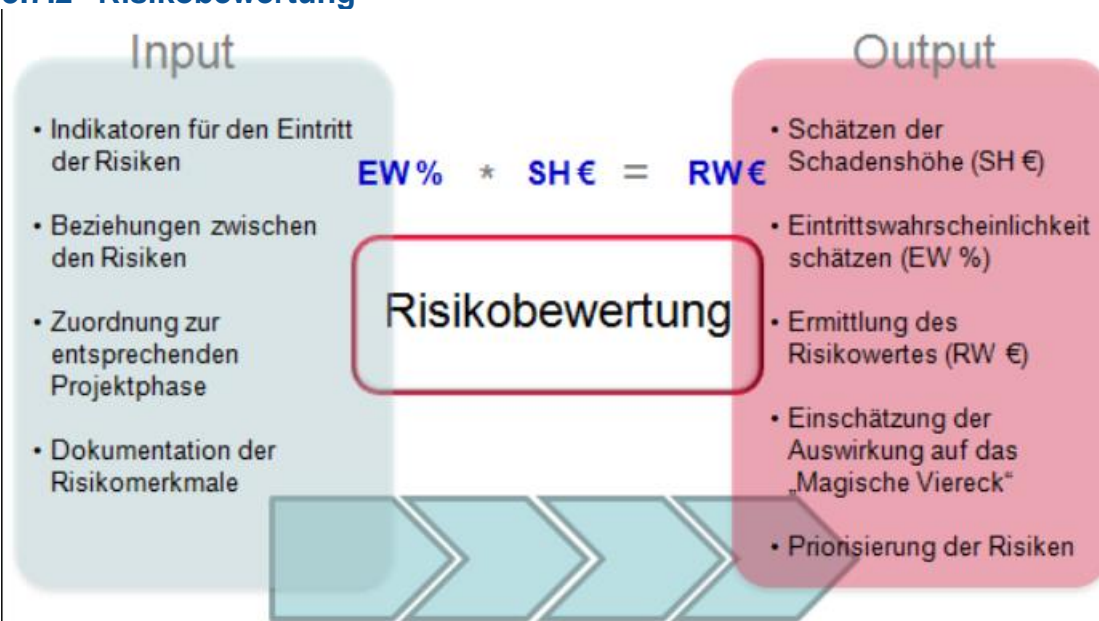 Risikobewertung
Input
• Indikatoren für den Eintritt
der Risiken
• Beziehungen zwischen
den Risiken
• Zuordnung zur
entsprechenden
Projektphase
• Dokumentation der
Risikomerkmale
EW % * SH € = RW €
Risikobewertung
Output
• Schätzen der
Schadenshöhe (SH €)
• Eintrittswahrscheinlichkeit
schätzen (EW %)
• Ermittlung des
Risikowertes (RW €)
• Einschätzung der
Auswirkung auf das
„Magische Viereck“
• Priorisierung der Risiken